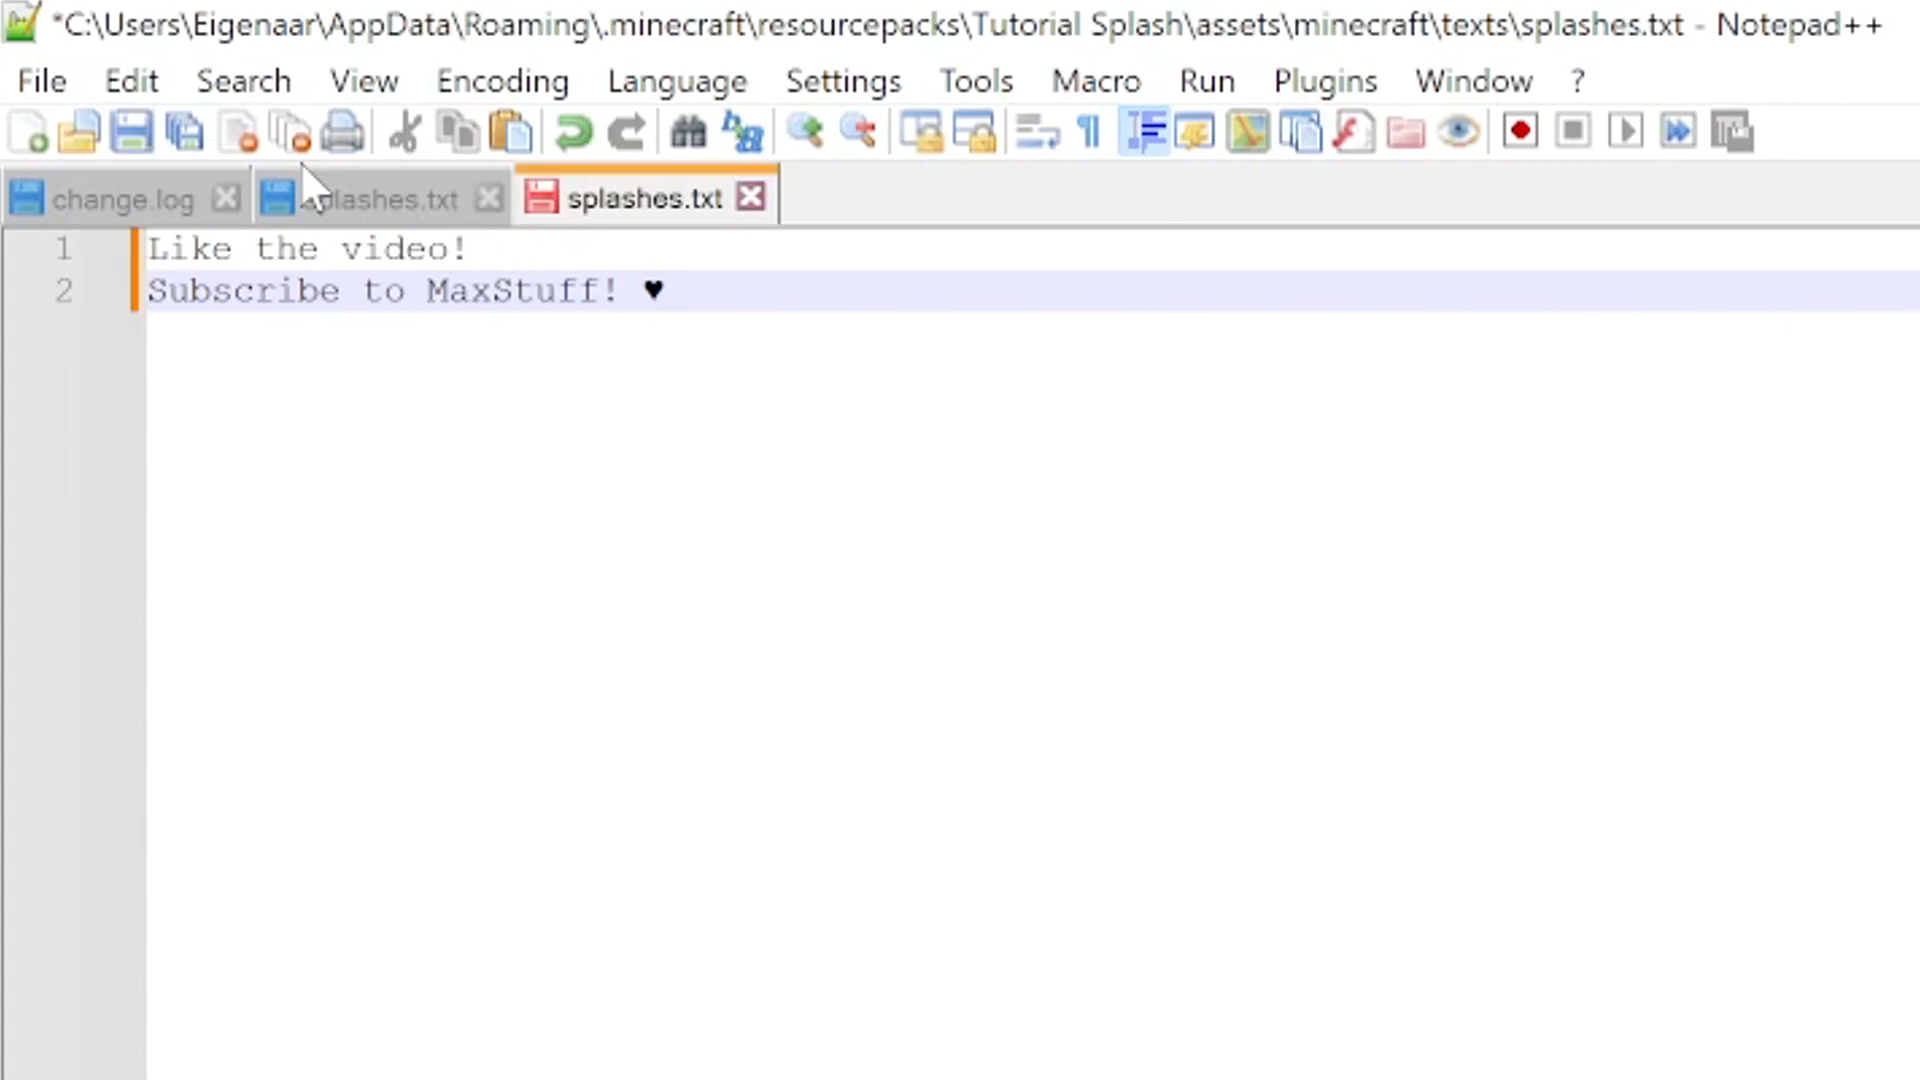 *C:\Users\Eigenaar\AppData\Roaming\.minecraft\resourcepacks\Tutorial Splash\assets\minecraft\texts\splashes.txt - Notepad++
File Edit Search View Encoding Language Settings Tools Macro Run Plugins Window ?
change.log splashes.txt splashes.txt
1 Like the video!
2 Subscribe to MaxStuff! ♥